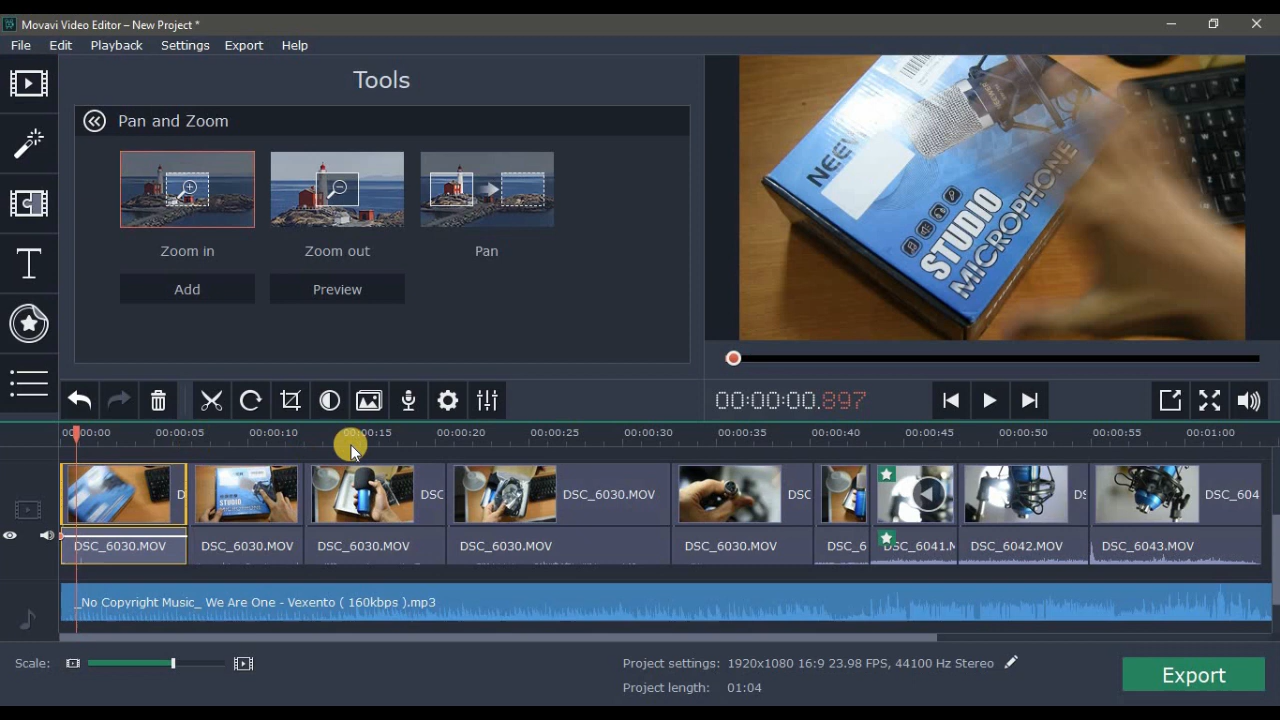 Movavi Video Editor – New Project *
File Edit Playback Settings Export Help
Tools
Pan and Zoom
Zoom in Zoom out Pan
Add Preview
NEEW
STUDIO
MICROPHONE
00:00:00.897
00:00:00 00:00:05 00:00:10 00:00:15 00:00:20 00:00:25 00:00:30 00:00:35 00:00:40 00:00:45 00:00:50 00:00:55 00:01:00
D DSC DSC_6030.MOV DSC DS DSC_604
DSC_6030.MOV DSC_6030.MOV DSC_6030.MOV DSC_6030.MOV DSC_6030.MOV DSC_6 DSC_6041.M DSC_6042.MOV DSC_6043.MOV
_No Copyright Music_ We Are One - Vexento ( 160kbps ).mp3
Scale:
Project settings: 1920x1080 16:9 23.98 FPS, 44100 Hz Stereo
Project length: 01:04
Export